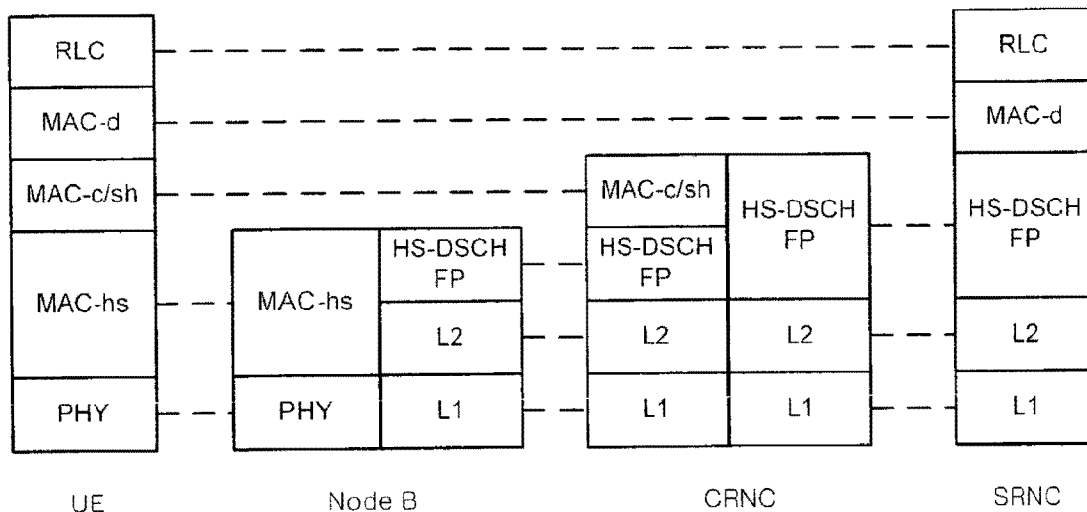 RLC
RLC
MAC-d
MAC-d
MAC-c/sh
MAC-c/sh
HS-DSCH
FP
HS-DSCH
FP
MAC-hs
MAC-hs
HS-DSCH
FP
HS-DSCH
FP
L2
L2
L2
L2
PHY
PHY
L1
L1
L1
L1
UE
Node B
CRNC
SRNC